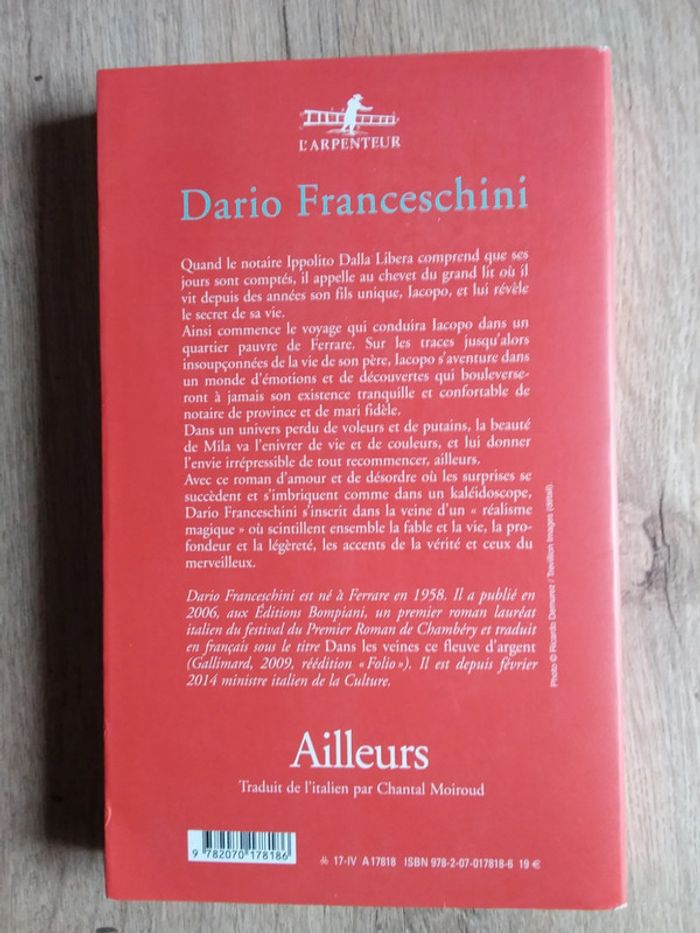 L'ARPENTEUR
Dario Franceschini
Quand le notaire Ippolito Dalla Libera comprend que ses
jours sont comptés, il appelle au chevet du grand lit où il
vit depuis des années son fils unique, Iacopo, et lui révèle
le secret de sa vie.
Ainsi commence le voyage qui conduira Iacopo dans un
quartier pauvre de Ferrare. Sur les traces jusqu'alors
insoupçonnées de la vie de son père, Iacopo s'aventure dans
un monde d'émotions et de découvertes qui bouleverse-
ront à jamais son existence tranquille et confortable de
notaire de province et de mari fidèle.
Dans un univers perdu de voleurs et de putains, la beauté
de Mila va l'enivrer de vie et de couleurs, et lui donner
l'envie irrépressible de tout recommencer, ailleurs.
Avec ce roman d'amour et de désordre où les surprises se
succèdent et s'imbriquent comme dans un kaléidoscope,
Dario Franceschini s'inscrit dans la veine d'un « réalisme
magique » où scintillent ensemble la fable et la vie, la pro-
fondeur et la légèreté, les accents de la vérité et ceux du
merveilleux.
Dario Franceschini est né à Ferrare en 1958. Il a publié en
2006, aux Éditions Bompiani, un premier roman lauréat
italien du festival du Premier Roman de Chambéry et traduit
en français sous le titre Dans les veines ce fleuve d'argent
(Gallimard, 2009, réédition « Folio »). Il est depuis février
2014 ministre italien de la Culture.
Photo © Ricardo Demurez / Trevillion Images (détail).
Ailleurs
Traduit de l'italien par Chantal Moiroud
9 782070 178186
17-IV A 17818 ISBN 978-2-07-017818-6 19 €